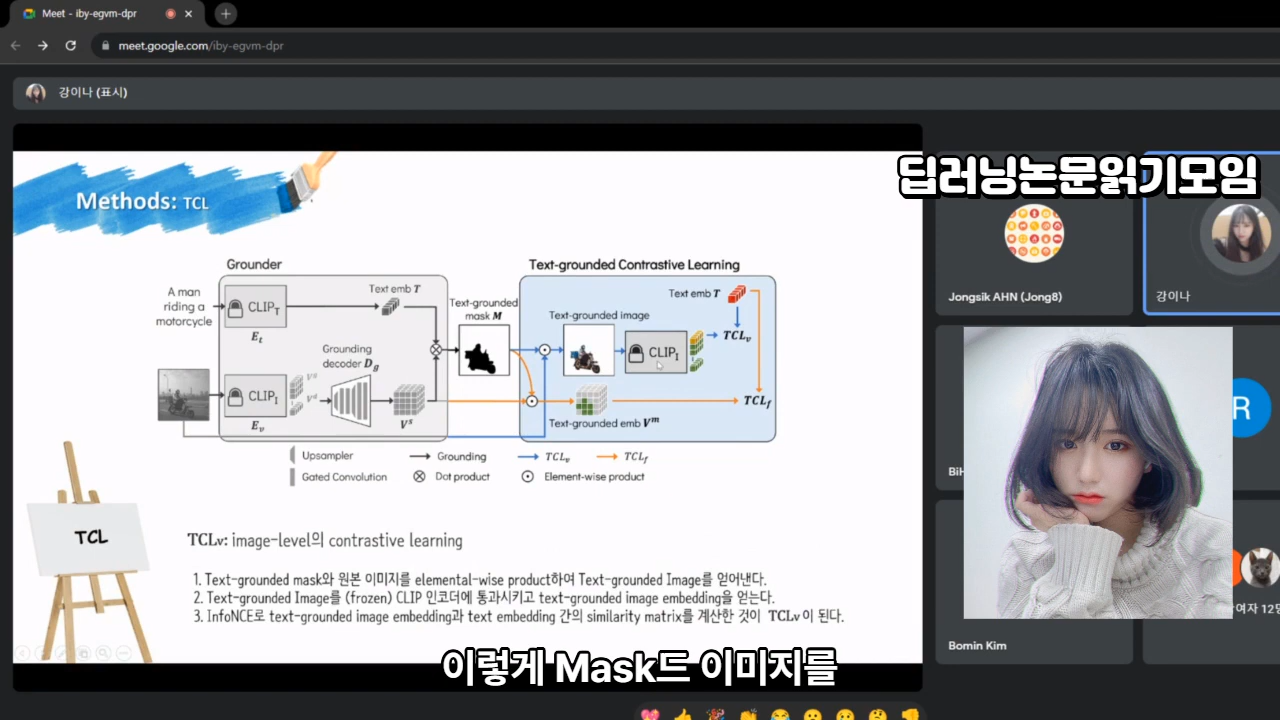 Meet - iby-egvm-dpr
meet.google.com/iby-egvm-dpr
강이나 (표시)
딥러닝논문읽기모임
Methods: TCL
Grounder
Text-grounded Contrastive Learning
A man
riding a
motorcycle
CLIP_T
E_t
Text emb T
Text-grounded
mask M
Text emb T
Text-grounded image
CLIP_I
TCL_v
Grounding
decoder D_g
CLIP_I
E_v
V^s
Text-grounded emb V^m
TCL_f
Upsampler
Grounding
TCL_v
TCL_f
Gated Convolution
Dot product
Element-wise product
TCL
TCLv: image-level의 contrastive learning
1. Text-grounded mask와 원본 이미지를 elemental-wise product하여 Text-grounded Image를 얻어낸다.
2. Text-grounded Image를 (frozen) CLIP 인코더에 통과시키고 text-grounded image embedding을 얻는다.
3. InfoNCE로 text-grounded image embedding과 text embedding 간의 similarity matrix를 계산한 것이 TCLv이 된다.
Jongsik AHN (Jong8)
강이나
R
Bomin Kim
이렇게 Mask드 이미지를